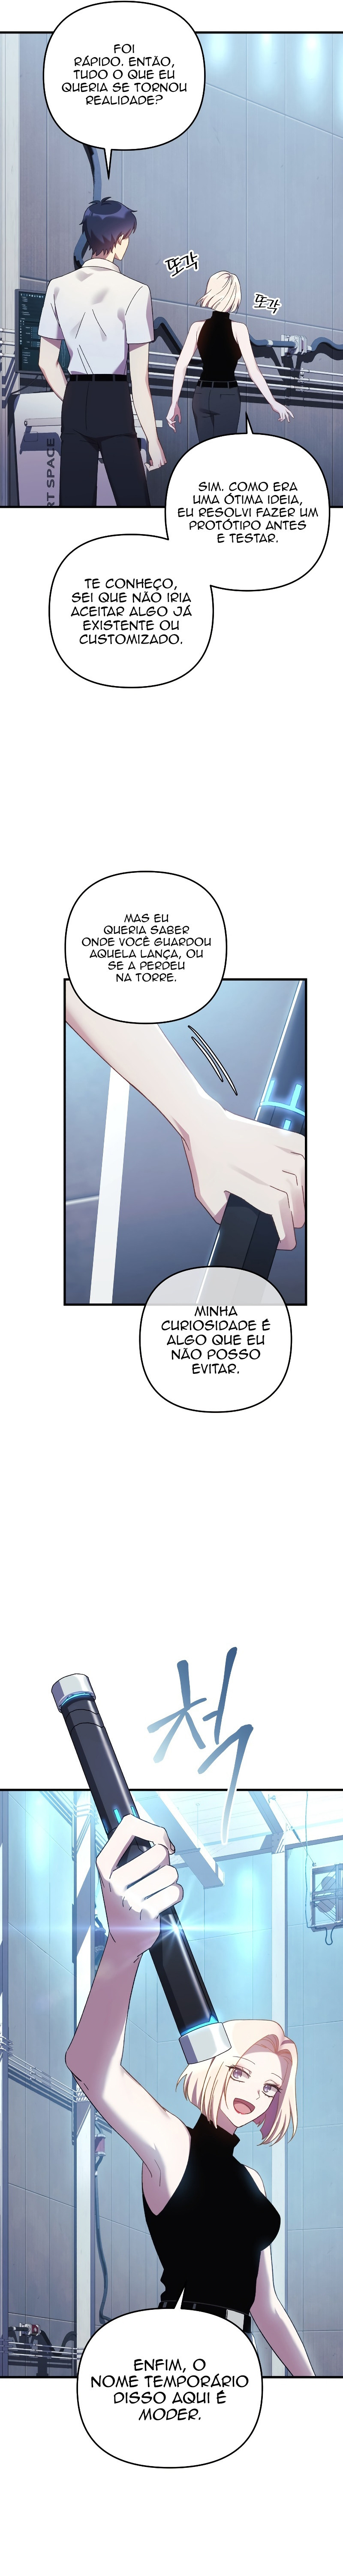 FOI
RÁPIDO. ENTÃO,
TUDO O QUE EU
QUERIA SE TORNOU
REALIDADE?
또각
또각
RT SPACE
SIM. COMO ERA
UMA ÓTIMA IDEIA,
EU RESOLVI FAZER UM
PROTÓTIPO ANTES
E TESTAR.
TE CONHEÇO,
SEI QUE NÃO IRIA
ACEITAR ALGO JÁ
EXISTENTE OU
CUSTOMIZADO.
MAS EU
QUERIA SABER
ONDE VOCÊ GUARDOU
AQUELA LANÇA, OU
SE A PERDEU
NA TORRE.
MINHA
CURIOSIDADE É
ALGO QUE EU
NÃO POSSO
EVITAR.
척
ENFIM, O
NOME TEMPORÁRIO
DISSO AQUI É
MODER.